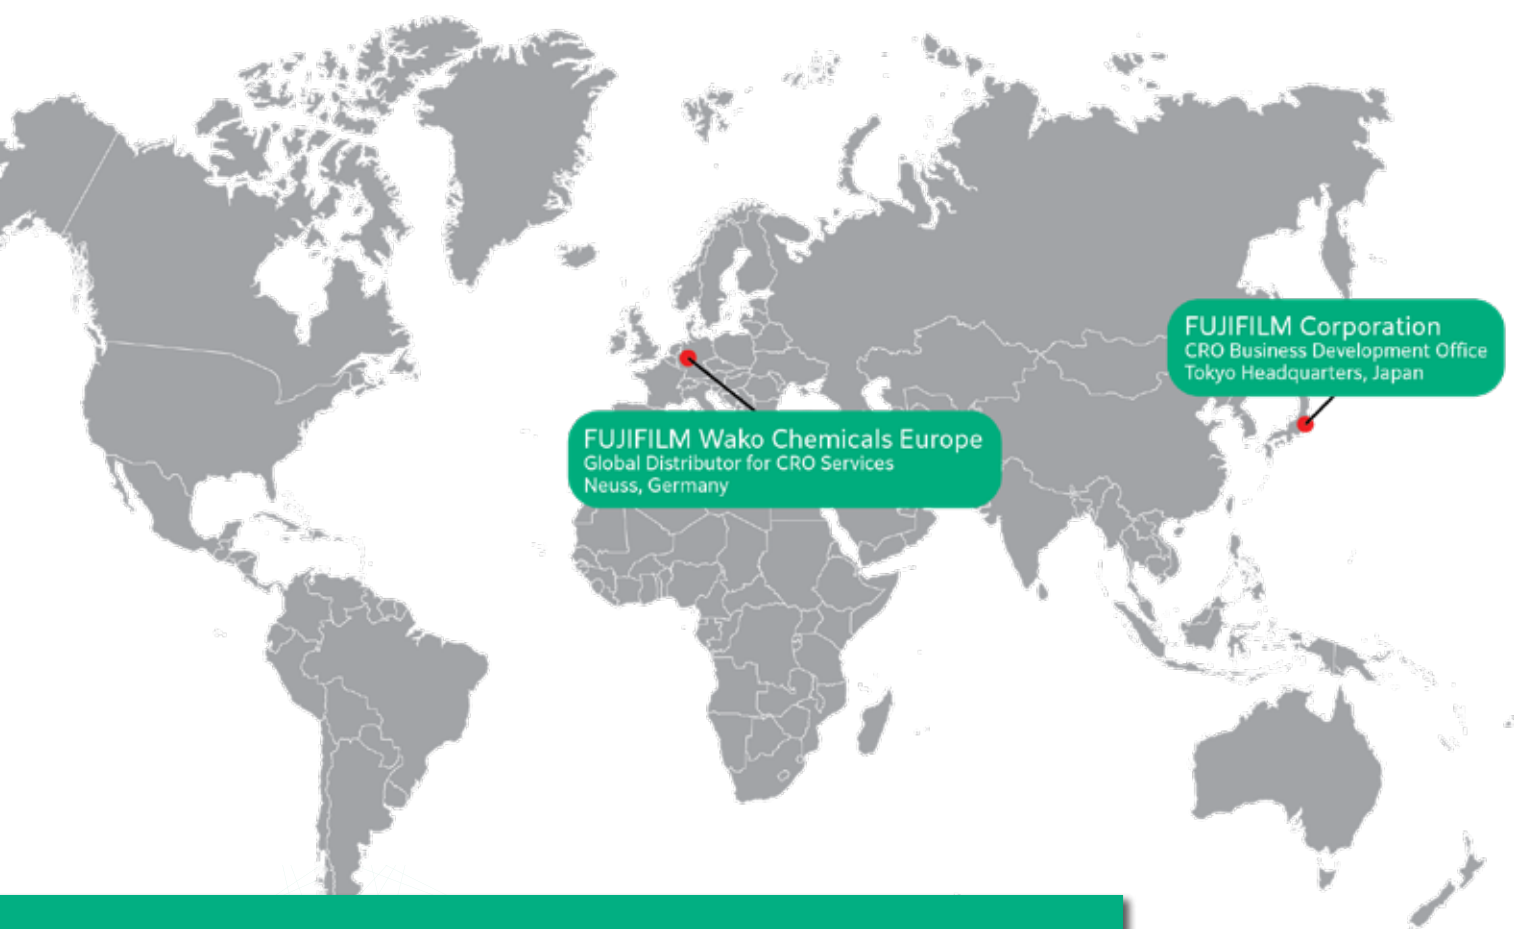 FUJIFILM Corporation
CRO Business Development Office
Tokyo Headquarters, Japan
FUJIFILM Wako Chemicals Europe
Global Distributor for CRO Services
Neuss, Germany